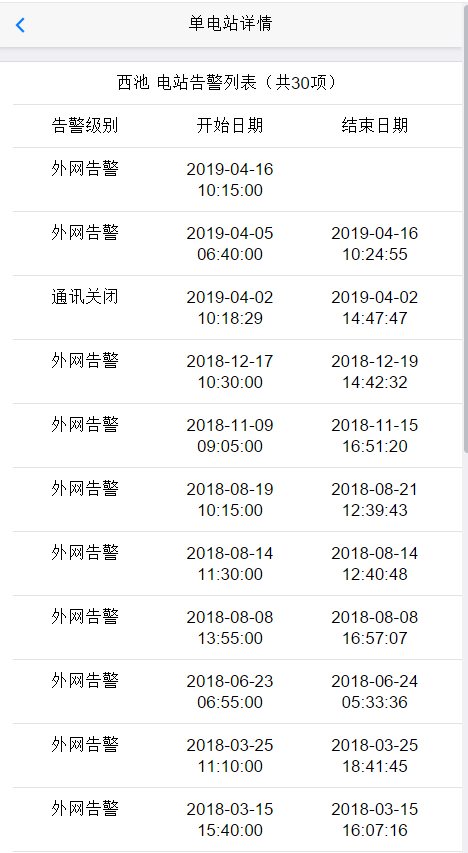 单电站详情
西池 电站告警列表（共30项）
告警级别 开始日期 结束日期
外网告警 2019-04-16
10:15:00
外网告警 2019-04-05 2019-04-16
06:40:00 10:24:55
通讯关闭 2019-04-02 2019-04-02
10:18:29 14:47:47
外网告警 2018-12-17 2018-12-19
10:30:00 14:42:32
外网告警 2018-11-09 2018-11-15
09:05:00 16:51:20
外网告警 2018-08-19 2018-08-21
10:15:00 12:39:43
外网告警 2018-08-14 2018-08-14
11:30:00 12:40:48
外网告警 2018-08-08 2018-08-08
13:55:00 16:57:07
外网告警 2018-06-23 2018-06-24
06:55:00 05:33:36
外网告警 2018-03-25 2018-03-25
11:10:00 18:41:45
外网告警 2018-03-15 2018-03-15
15:40:00 16:07:16